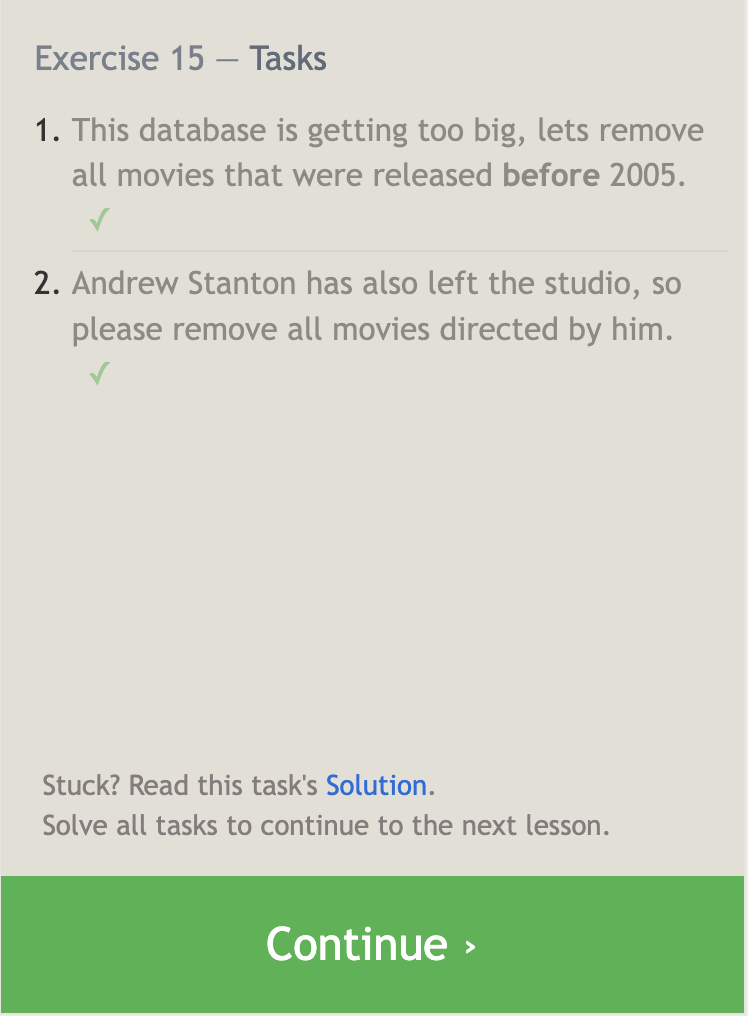 Exercise 15 — Tasks
1. This database is getting too big, lets remove
all movies that were released before 2005.
✓
2. Andrew Stanton has also left the studio, so
please remove all movies directed by him.
✓
Stuck? Read this task's Solution.
Solve all tasks to continue to the next lesson.
Continue ›